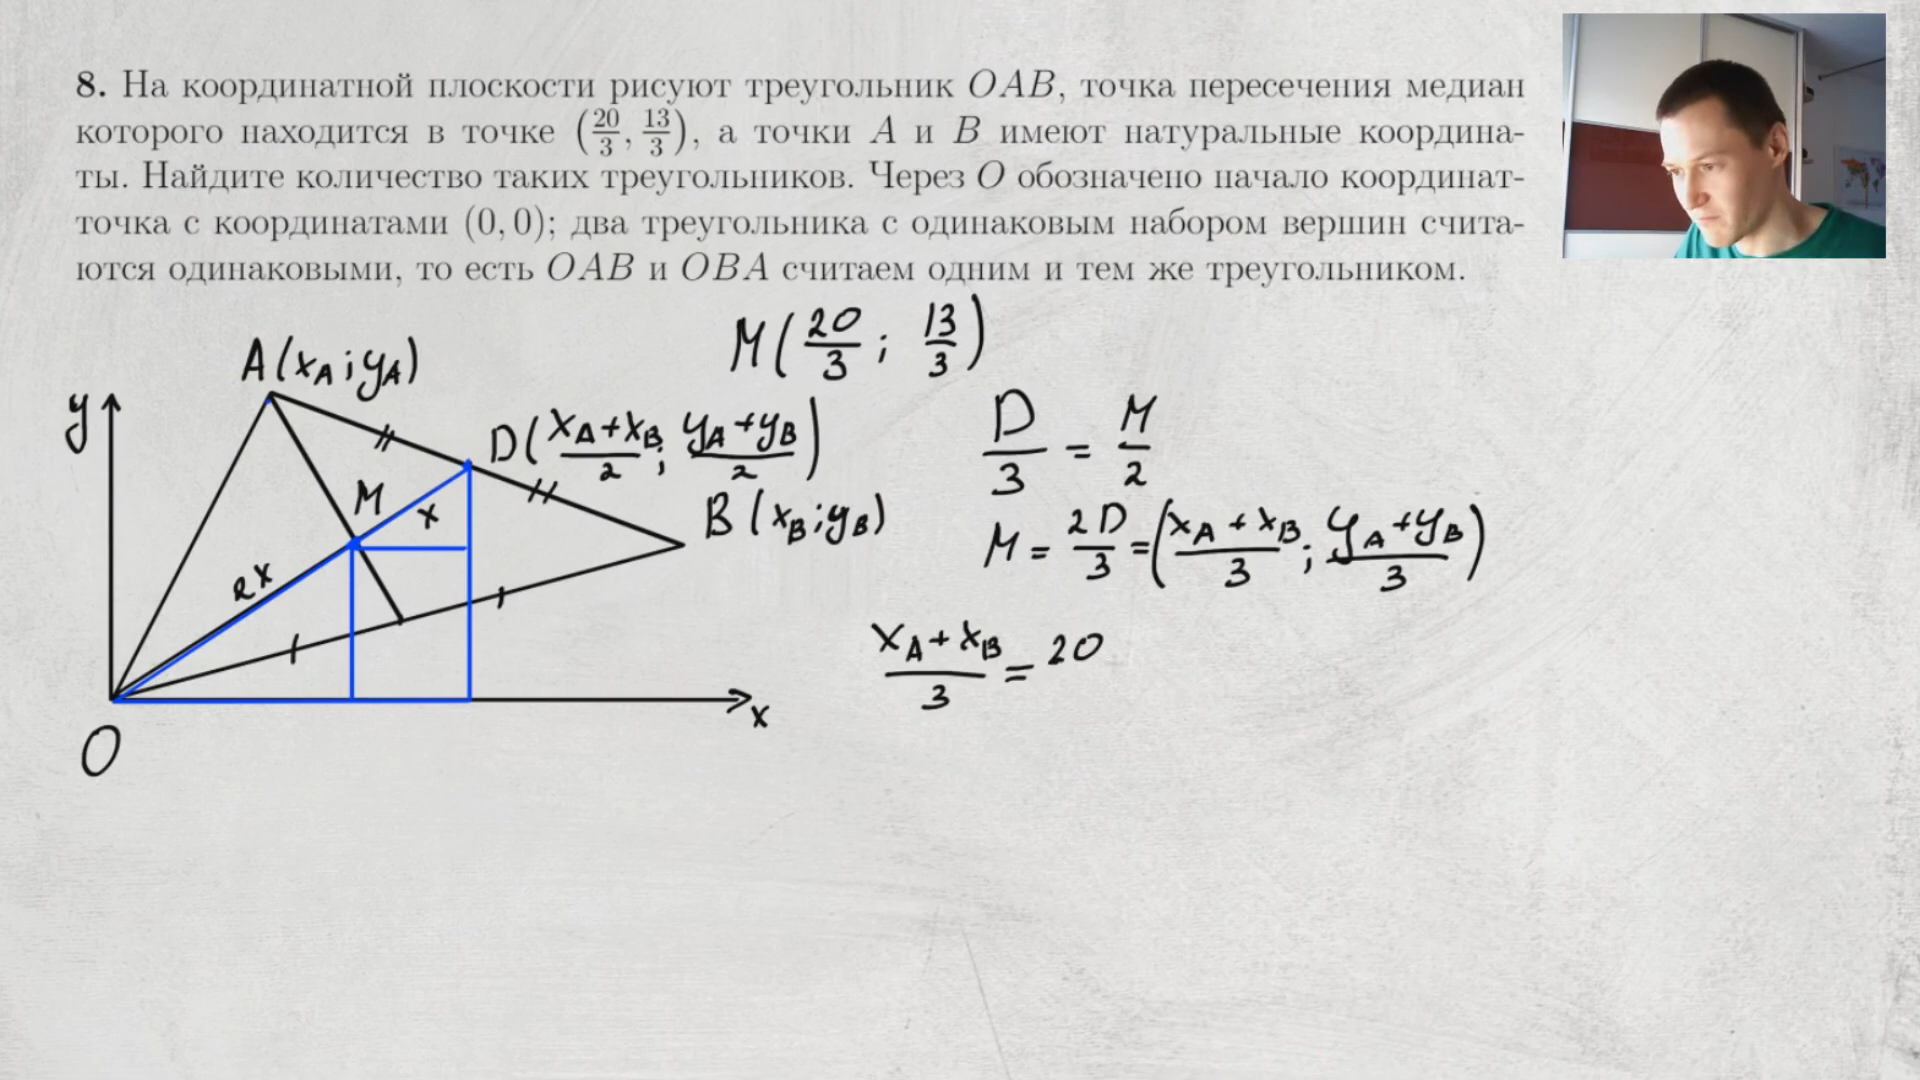 8. На координатной плоскости рисуют треугольник OAB, точка пересечения медиан
которого находится в точке (20/3, 13/3), а точки A и B имеют натуральные координа-
ты. Найдите количество таких треугольников. Через O обозначено начало координат-
точка с координатами (0, 0); два треугольника с одинаковым набором вершин счита-
ются одинаковыми, то есть OAB и OBA считаем одним и тем же треугольником.
M(20/3; 13/3)
A(xA; yA)
y
D(xA+xB/2; yA+yB/2)
D/3 = M/2
M
x
B(xB; yB)
M = 2D/3 = (xA+xB/3; yA+yB/3)
2x
xA+xB/3 = 20
x
O